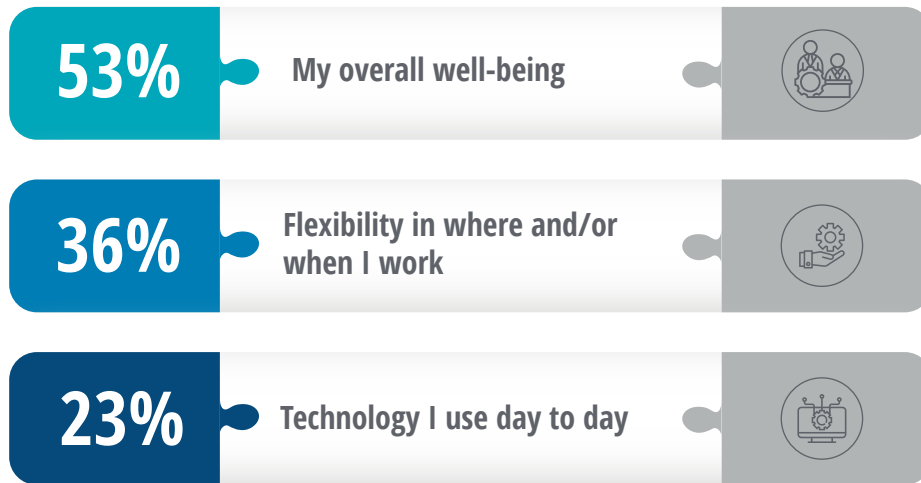 53%
My overall well-being
36%
Flexibility in where and/or
when I work
23%
Technology I use day to day